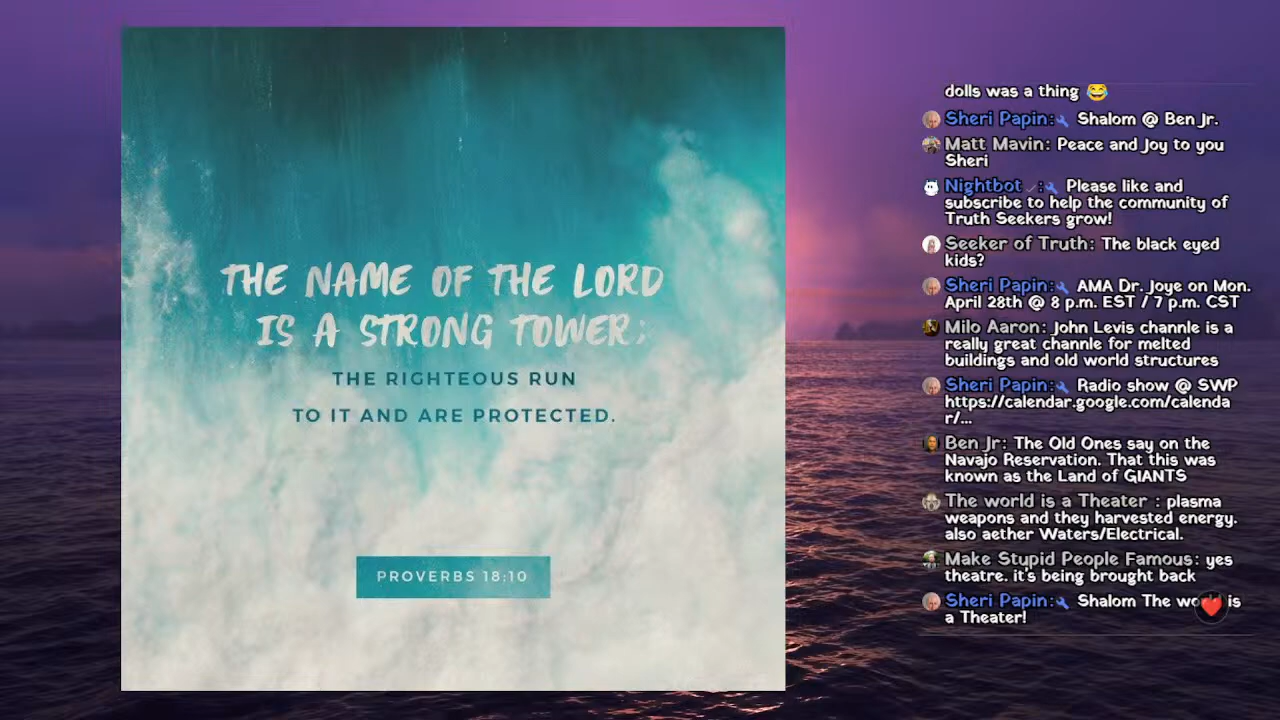 THE NAME OF THE LORD
IS A STRONG TOWER;
THE RIGHTEOUS RUN
TO IT AND ARE PROTECTED.
PROVERBS 18:10
dolls was a thing 😂
Sheri Papin: Shalom @ Ben Jr.
Matt Mavin: Peace and Joy to you
Sheri
Nightbot: Please like and
subscribe to help the community of
Truth Seekers grow!
Seeker of Truth: The black eyed
kids?
Sheri Papin: AMA Dr. Joye on Mon.
April 28th @ 8 p.m. EST / 7 p.m. CST
Milo Aaron: John Levis channle is a
really great channle for melted
buildings and old world structures
Sheri Papin: Radio show @ SWP
https://calendar.google.com/calenda
r/...
Ben Jr: The Old Ones say on the
Navajo Reservation. That this was
known as the Land of GIANTS
The world is a Theater : plasma
weapons and they harvested energy.
also aether Waters/Electrical.
Make Stupid People Famous: yes
theatre. it's being brought back
Sheri Papin: Shalom The is
a Theater!